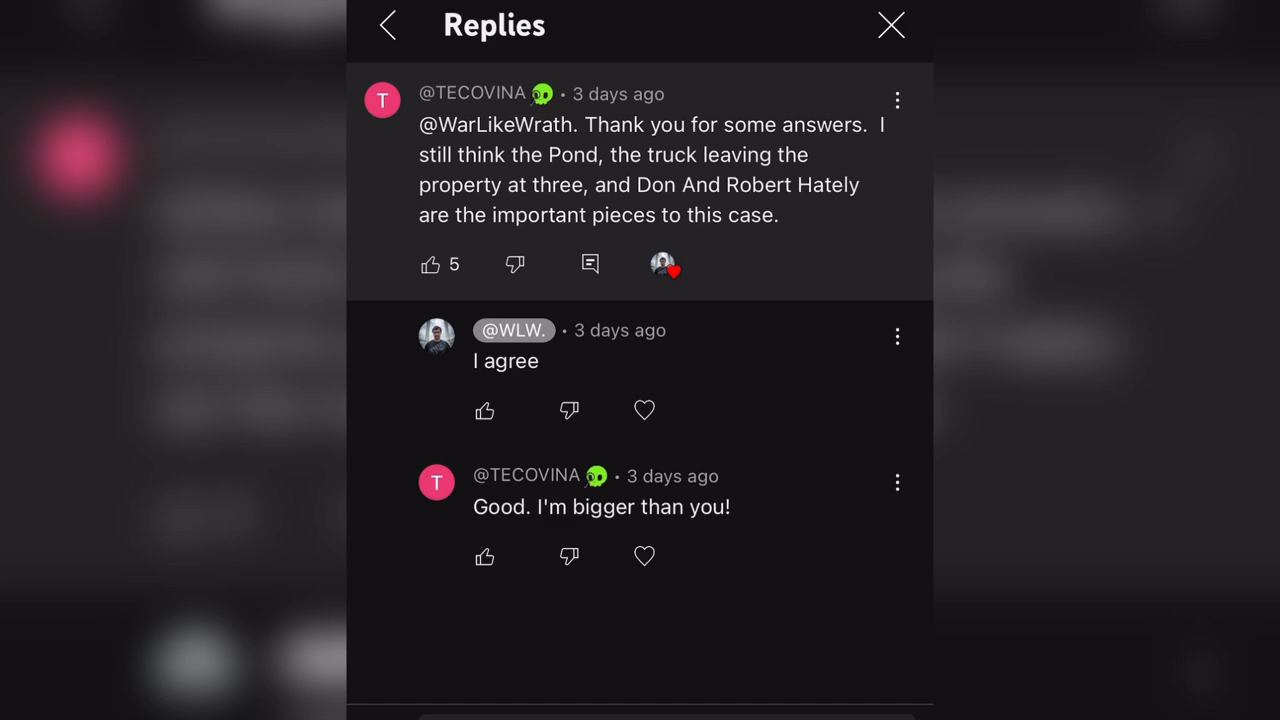 Replies
T
@TECOVINA • 3 days ago
@WarLikeWrath. Thank you for some answers. I
still think the Pond, the truck leaving the
property at three, and Don And Robert Hately
are the important pieces to this case.
5
@WLW. • 3 days ago
I agree
T
@TECOVINA • 3 days ago
Good. I'm bigger than you!